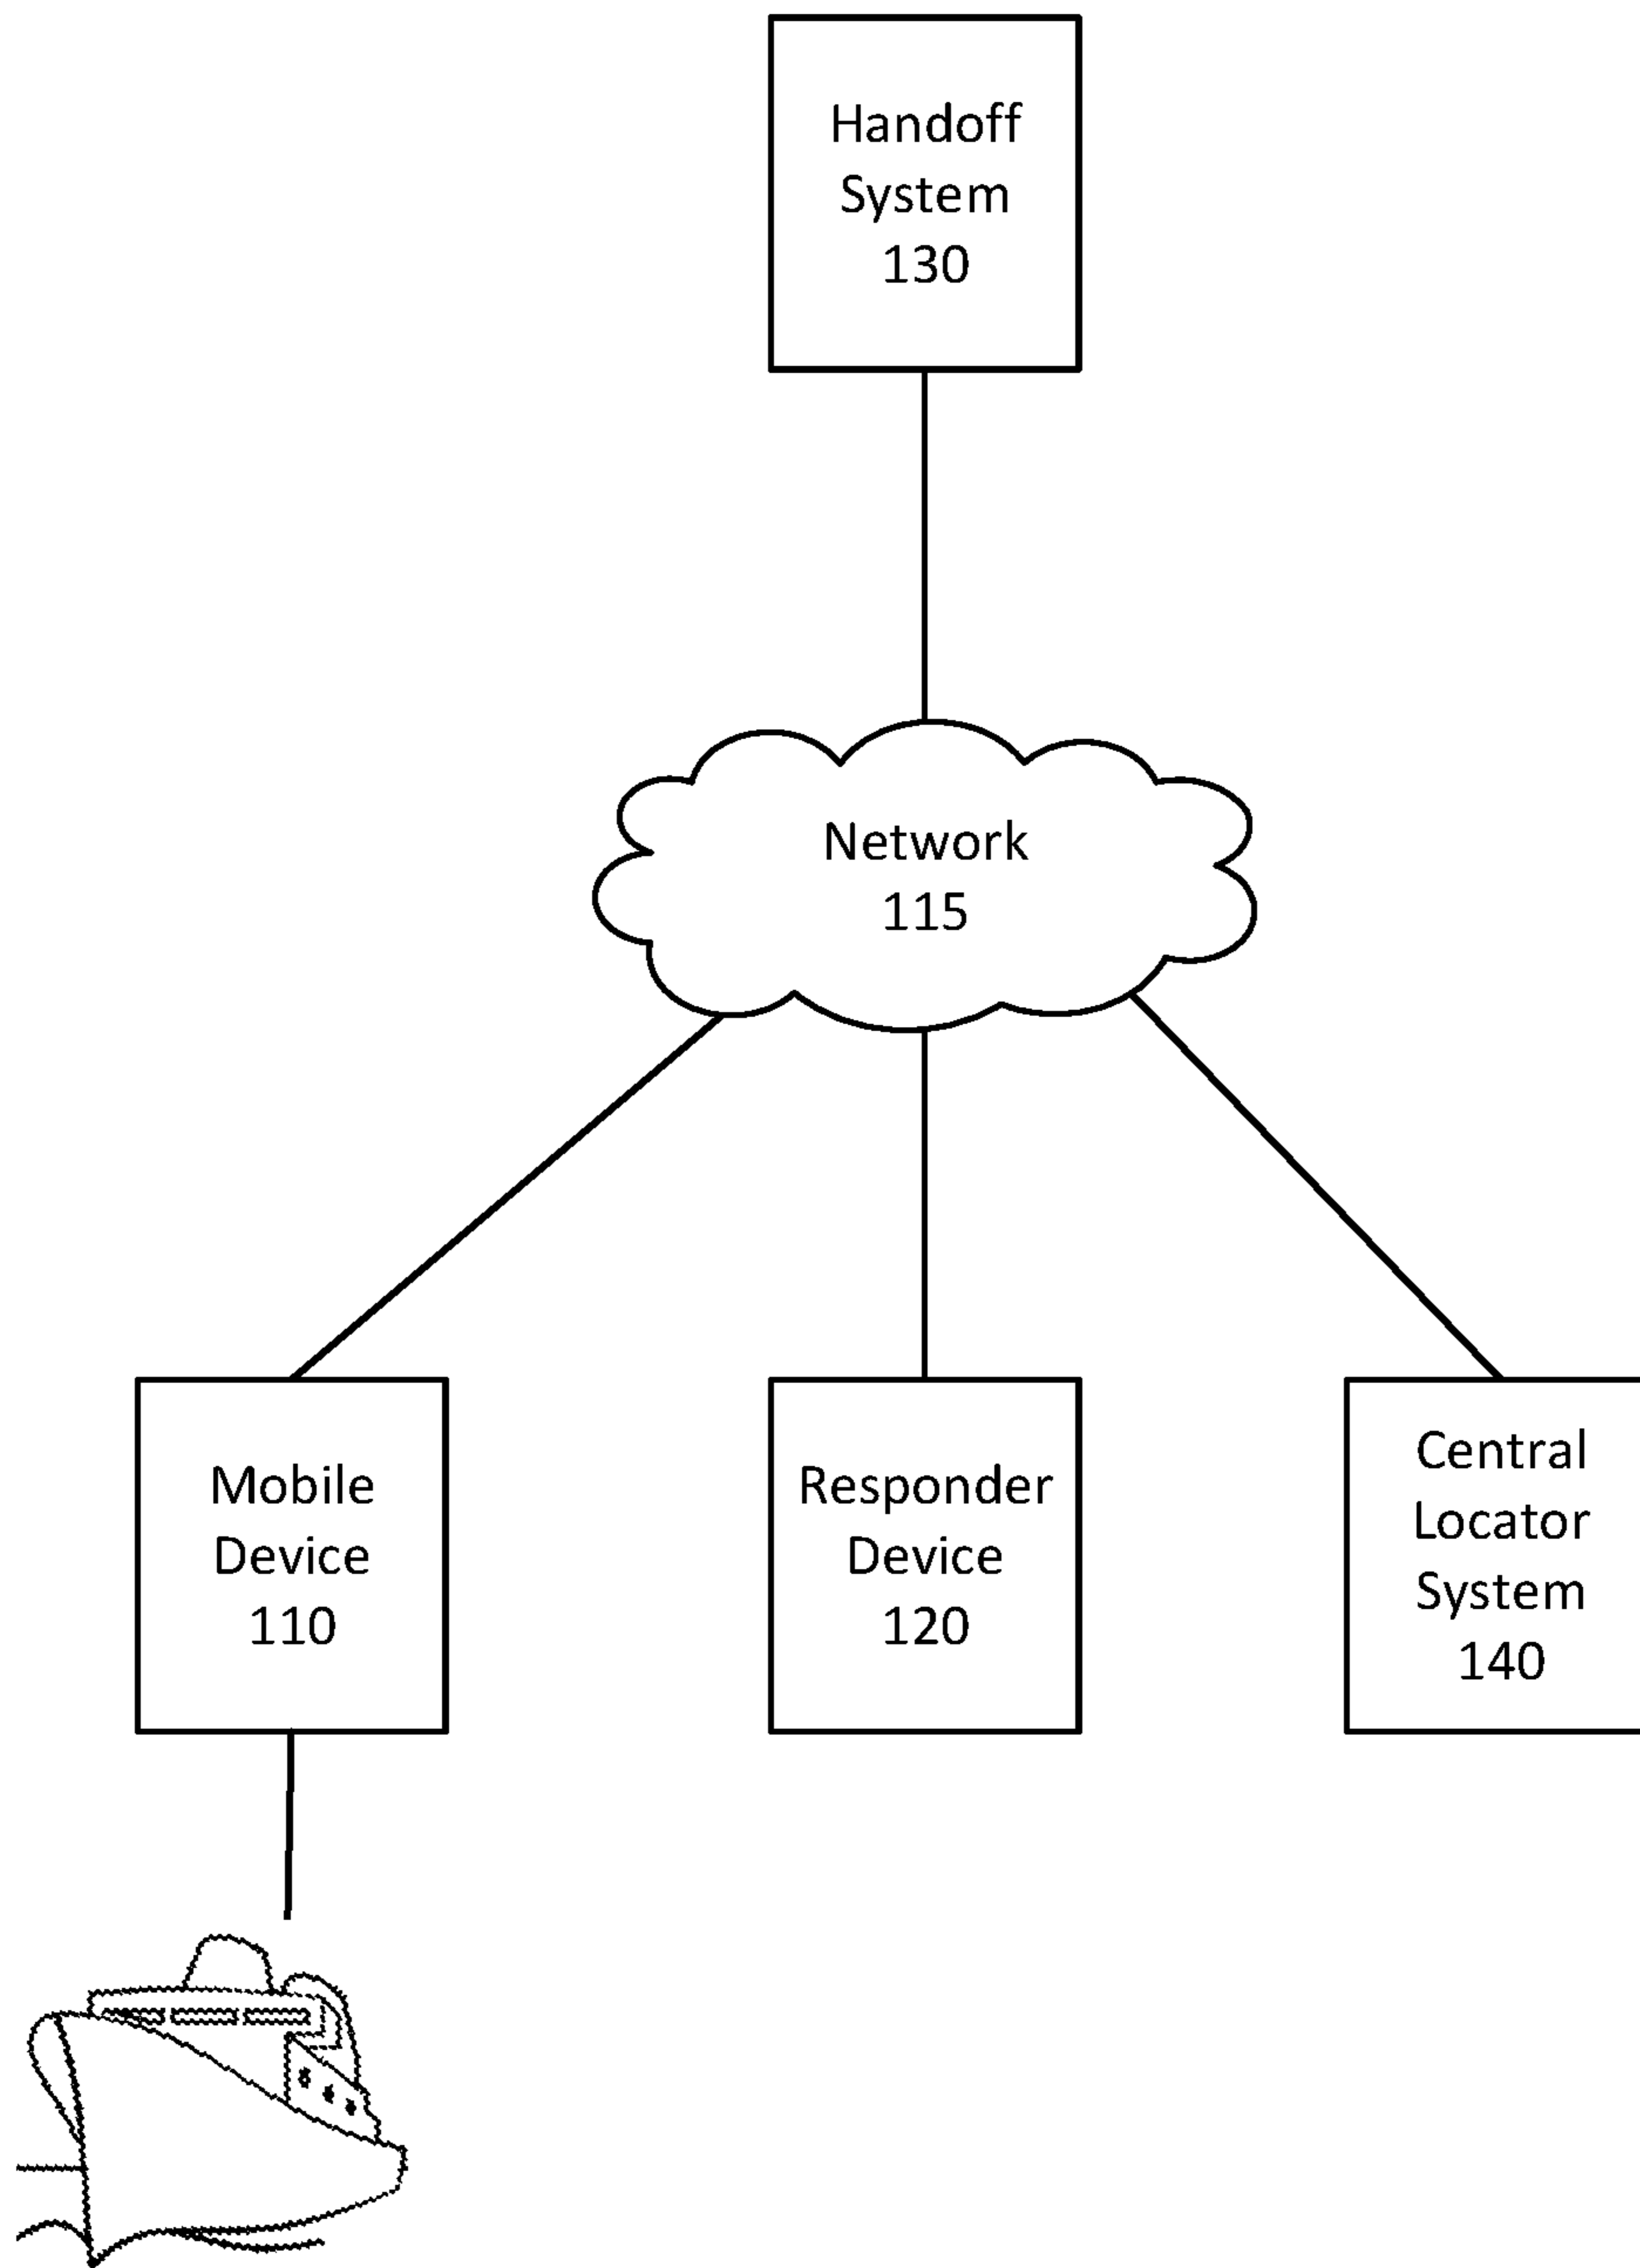 Handoff
System
130
Network
115
Mobile
Device
110
Responder
Device
120
Central
Locator
System
140